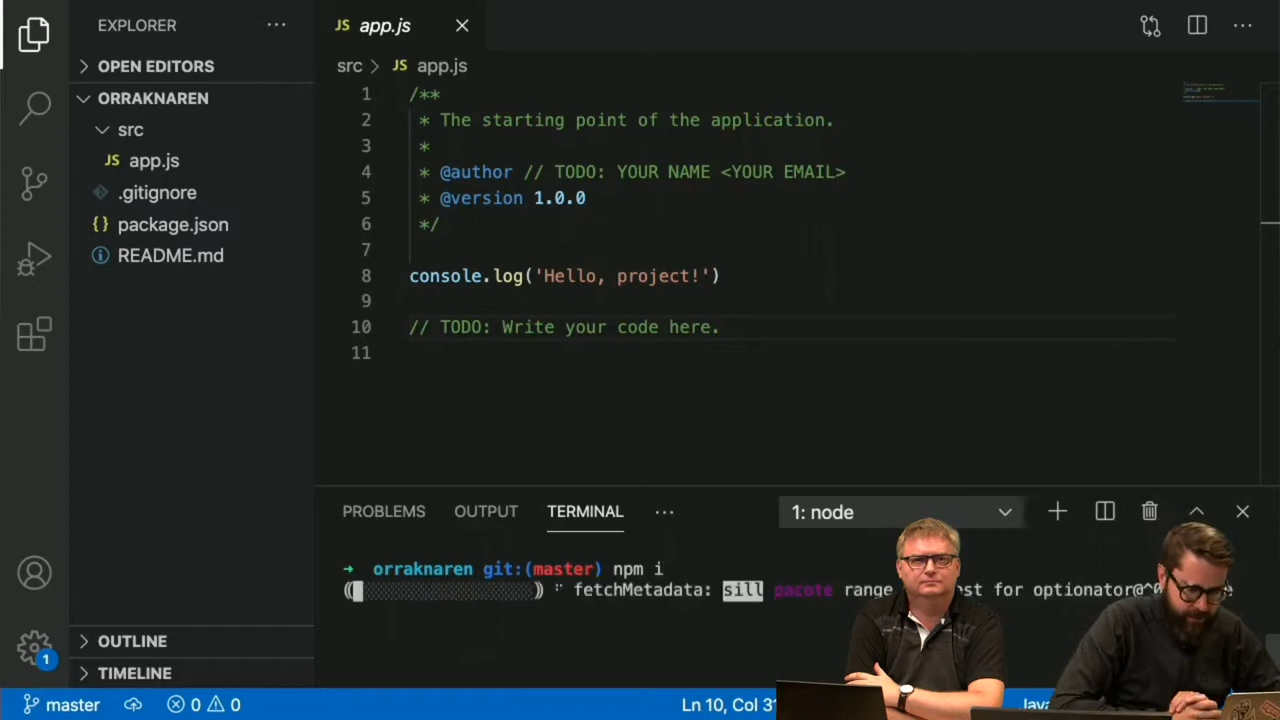 EXPLORER
OPEN EDITORS
ORRAKNAREN
src
JS app.js
.gitignore
{} package.json
README.md
OUTLINE
TIMELINE
JS app.js
src > JS app.js
1 /**
2 * The starting point of the application.
3 *
4 * @author // TODO: YOUR NAME <YOUR EMAIL>
5 * @version 1.0.0
6 */
7
8 console.log('Hello, project!')
9
10 // TODO: Write your code here.
11
PROBLEMS OUTPUT TERMINAL ... 1: node
orraknaren git:(master) npm i
fetchMetadata: sill pacote range for optionator@^0
1
master 0 0 Ln 10, Col 31